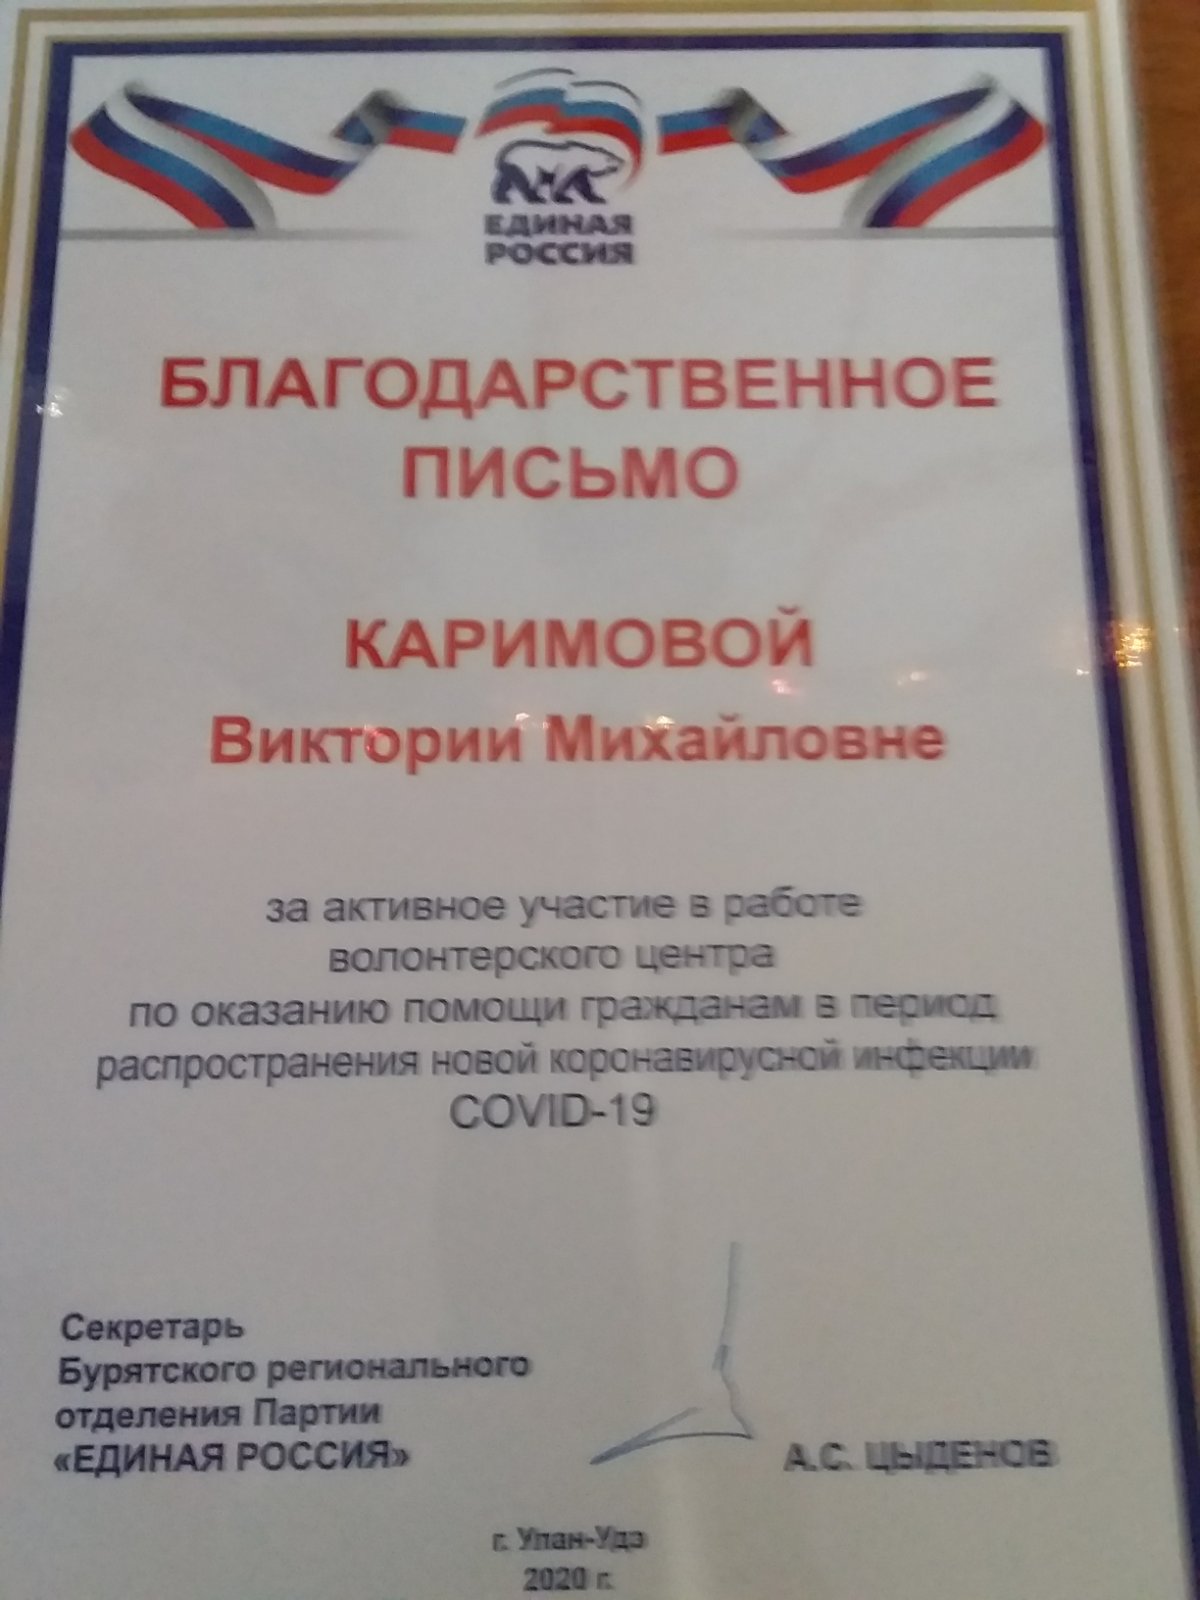 ЕДИНАЯ
РОССИЯ
БЛАГОДАРСТВЕННОЕ
ПИСЬМО
КАРИМОВОЙ
Виктории Михайловне
за активное участие в работе
волонтерского центра
по оказанию помощи гражданам в период
распространения новой коронавирусной инфекции
COVID-19
Секретарь
Бурятского регионального
отделения Партии
«ЕДИНАЯ РОССИЯ»
А.С. ЦЫДЕНОВ
г. Улан-Удэ
2020 г.